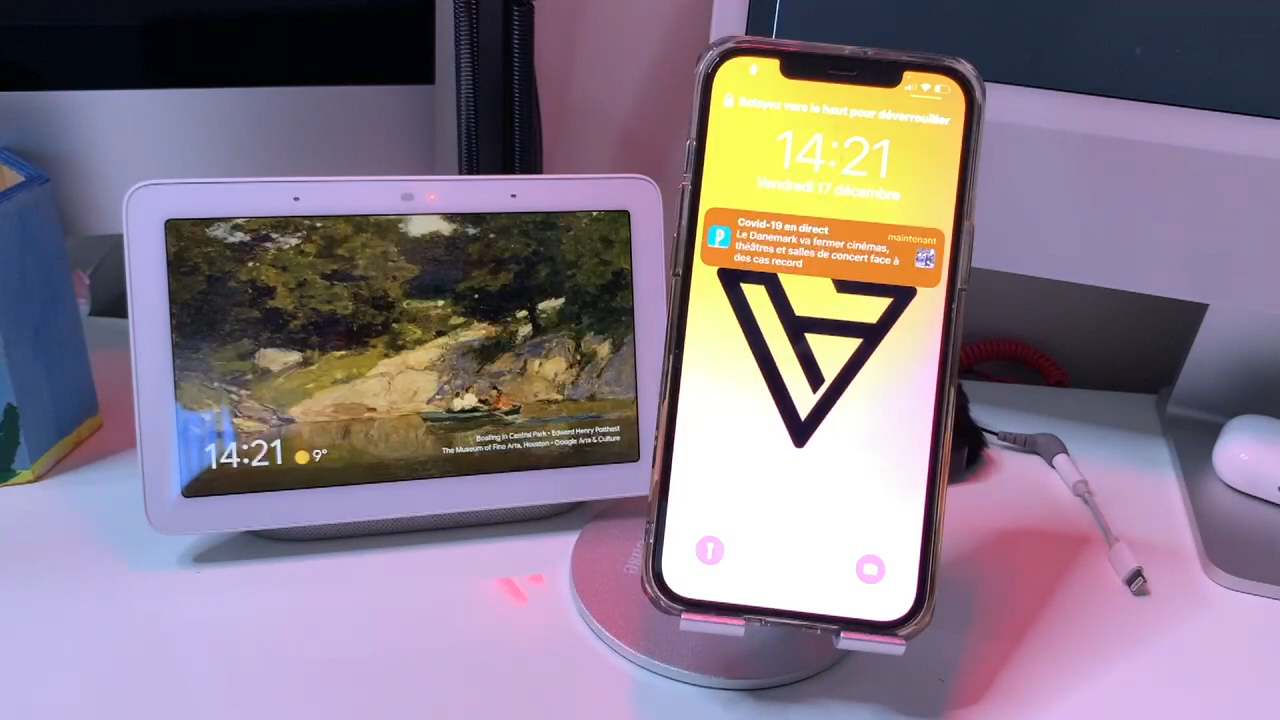 14:21 9°
Boating in Central Park • Edward Henry Potthast
The Museum of Fine Arts, Houston • Google Arts & Culture
Balayez vers le haut pour déverrouiller
14:21
Vendredi 17 décembre
Covid-19 en direct
maintenant
Le Danemark va fermer cinémas,
théâtres et salles de concert face à
des cas record